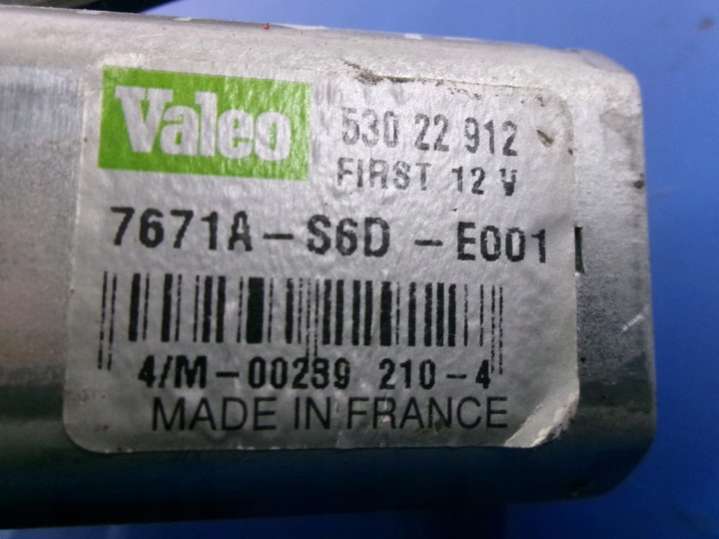 Valeo
530 22 912
FIRST 12 V
7671A-S6D-E001
4/M-00289 210-4
MADE IN FRANCE